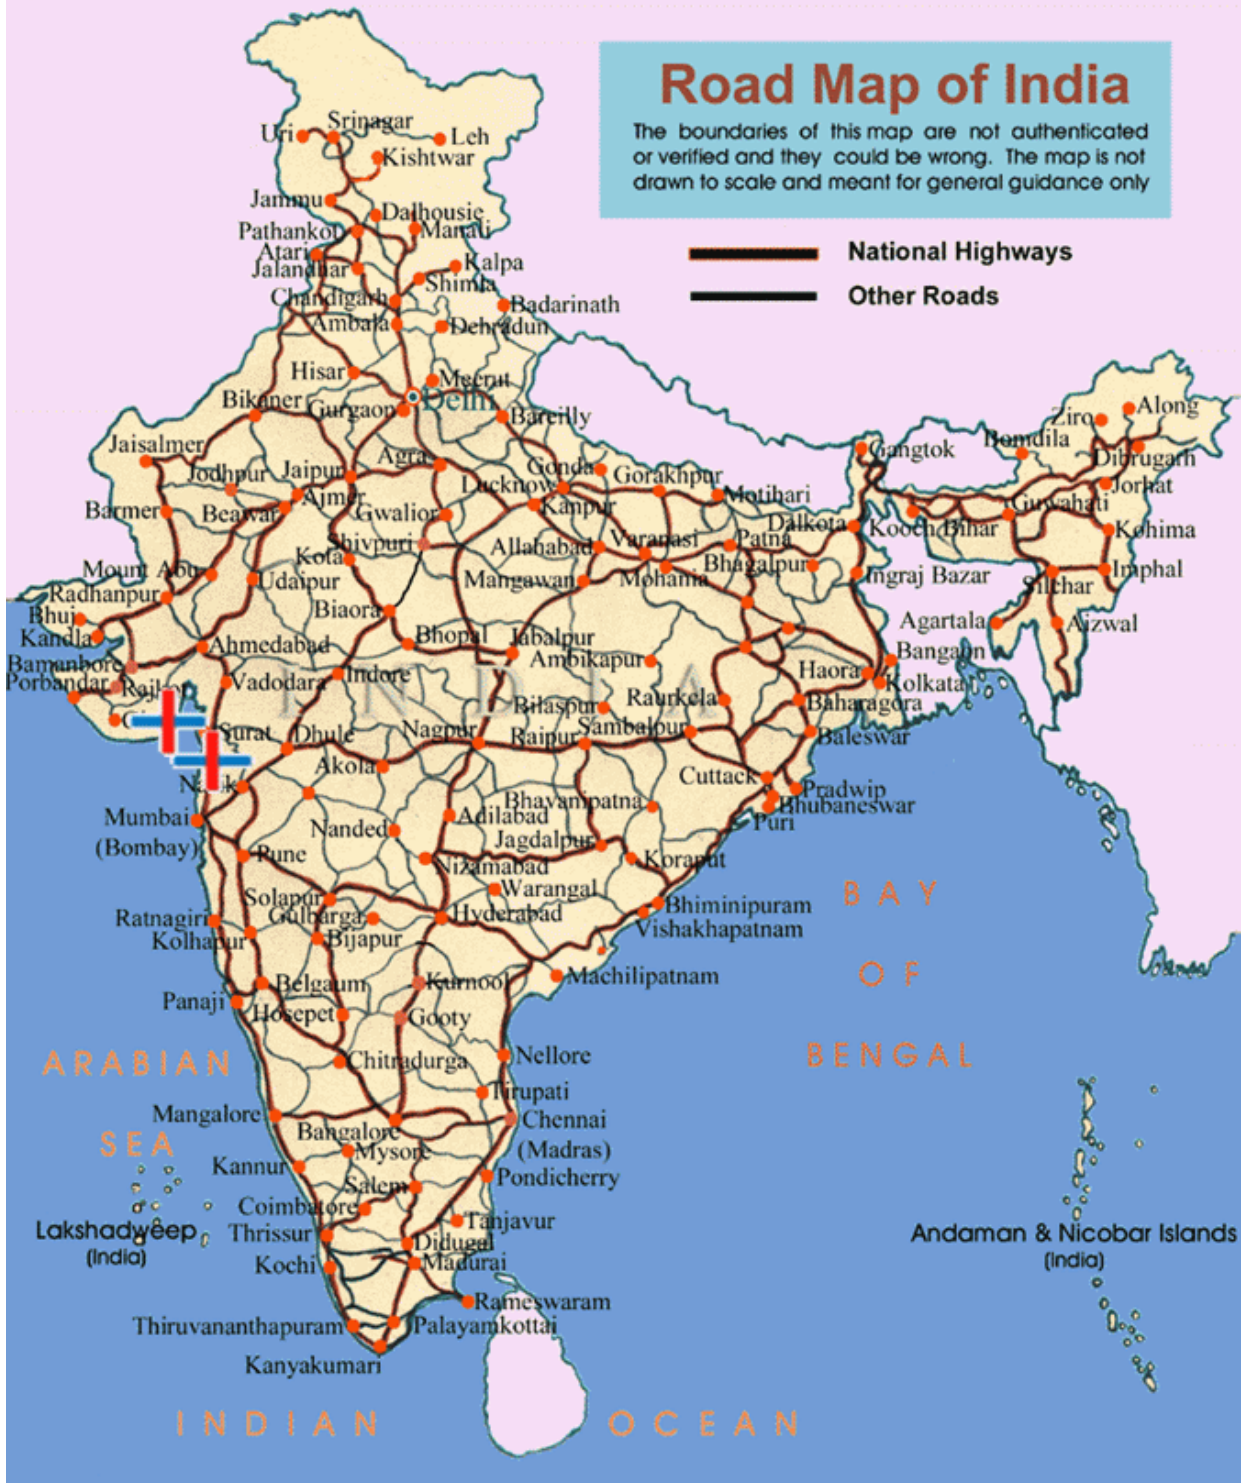 Road Map of India
The boundaries of this map are not authenticated
or verified and they could be wrong. The map is not
drawn to scale and meant for general guidance only
National Highways
Other Roads
Srinagar
Uri
Leh
Kishtwar
Jammu
Dalhousie
Pathankot
Manali
Atari
Jalandhar
Kalpa
Shimla
Chandigarh
Badarinath
Ambala
Dehradun
Hisar
Meerut
Delhi
Bikaner
Gurgaon
Bareilly
Along
Ziro
Bomdila
Gangtok
Dibrugarh
Jaisalmer
Agra
Jodhpur
Jaipur
Gonda
Gorakhpur
Lucknow
Motihari
Jorhat
Ajmer
Barmer
Beawar
Gwalior
Kanpur
Guwahati
Dalkota
Kooch Bihar
Kohima
Shivpuri
Allahabad
Varanasi
Patna
Kota
Mount Abu
Udaipur
Mangawan
Mohania
Bhagalpur
Ingraj Bazar
Silchar
Imphal
Radhanpur
Bhuj
Biaora
Agartala
Aizwal
Kandla
Ahmedabad
Bhopal
Jabalpur
Bamanbore
Ambikapur
Bangaon
Porbandar
Vadodara
Indore
Haora
Kolkata
INDIA
Raurkela
Baharagora
Bilaspur
Surat
Dhule
Nagpur
Raipur
Sambalpur
Baleswar
Akola
Cuttack
Pradwip
Bhavanipatna
Bhubaneswar
Puri
Mumbai
(Bombay)
Nanded
Adilabad
Jagdalpur
Pune
Nizamabad
Koraput
Solapur
Warangal
BAY
OF
BENGAL
Ratnagiri
Gulbarga
Hyderabad
Bhiminipuram
Vishakhapatnam
Kolhapur
Bijapur
Belgaum
Kurnool
Machilipatnam
Panaji
Hosepet
Gooty
ARABIAN
SEA
Chitradurga
Nellore
Tirupati
Mangalore
Bangalore
Chennai
(Madras)
Mysore
Kannur
Salem
Pondicherry
Coimbatore
Lakshadweep
(India)
Thrissur
Tanjavur
Didugal
Andaman & Nicobar Islands
(India)
Kochi
Madurai
Rameswaram
Thiruvananthapuram
Palayamkottai
Kanyakumari
INDIAN OCEAN